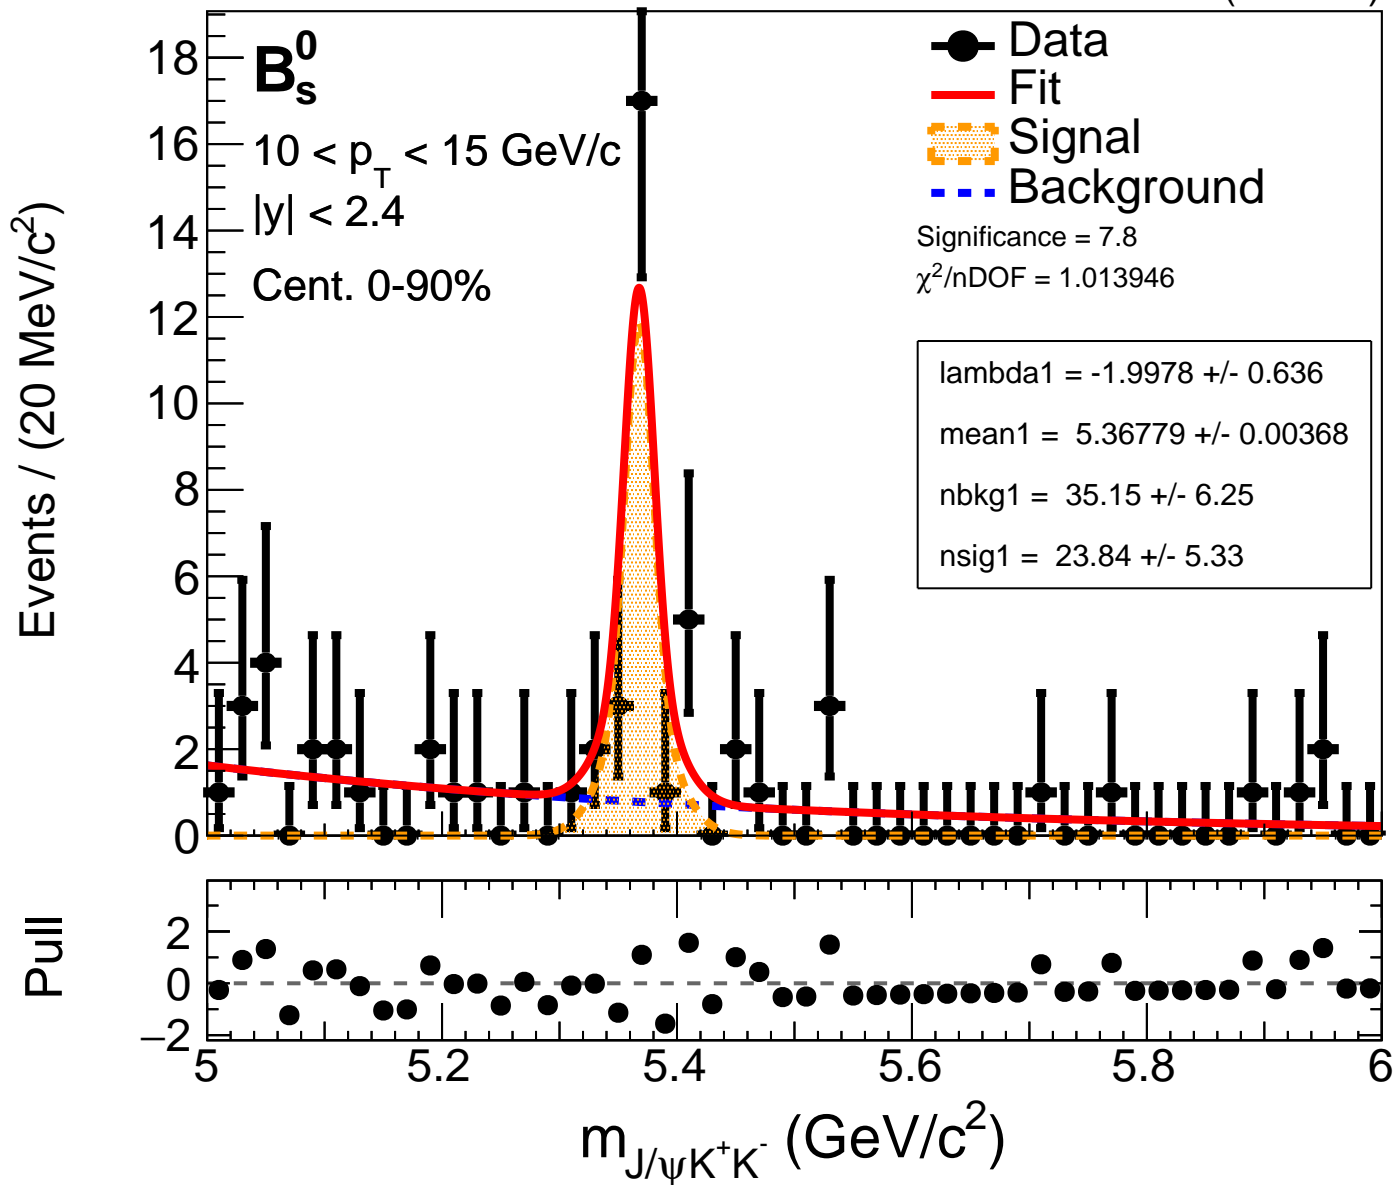 18
16
14
12
10
8
6
4
2
0
Events / (20 MeV/c²)
B⁰ₛ
10 < p_T < 15 GeV/c
|y| < 2.4
Cent. 0-90%
Data
Fit
Signal
Background
Significance = 7.8
χ²/nDOF = 1.013946
lambda1 = -1.9978 +/- 0.636
mean1 = 5.36779 +/- 0.00368
nbkg1 = 35.15 +/- 6.25
nsig1 = 23.84 +/- 5.33
Pull
2
0
−2
5 5.2 5.4 5.6 5.8 6
m_J/ψK⁺K⁻ (GeV/c²)